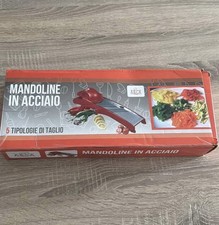 MANDOLINE
IN ACCIAIO
5 TIPOLOGIE DI TAGLIO
MANDOLINE IN ACCIAIO